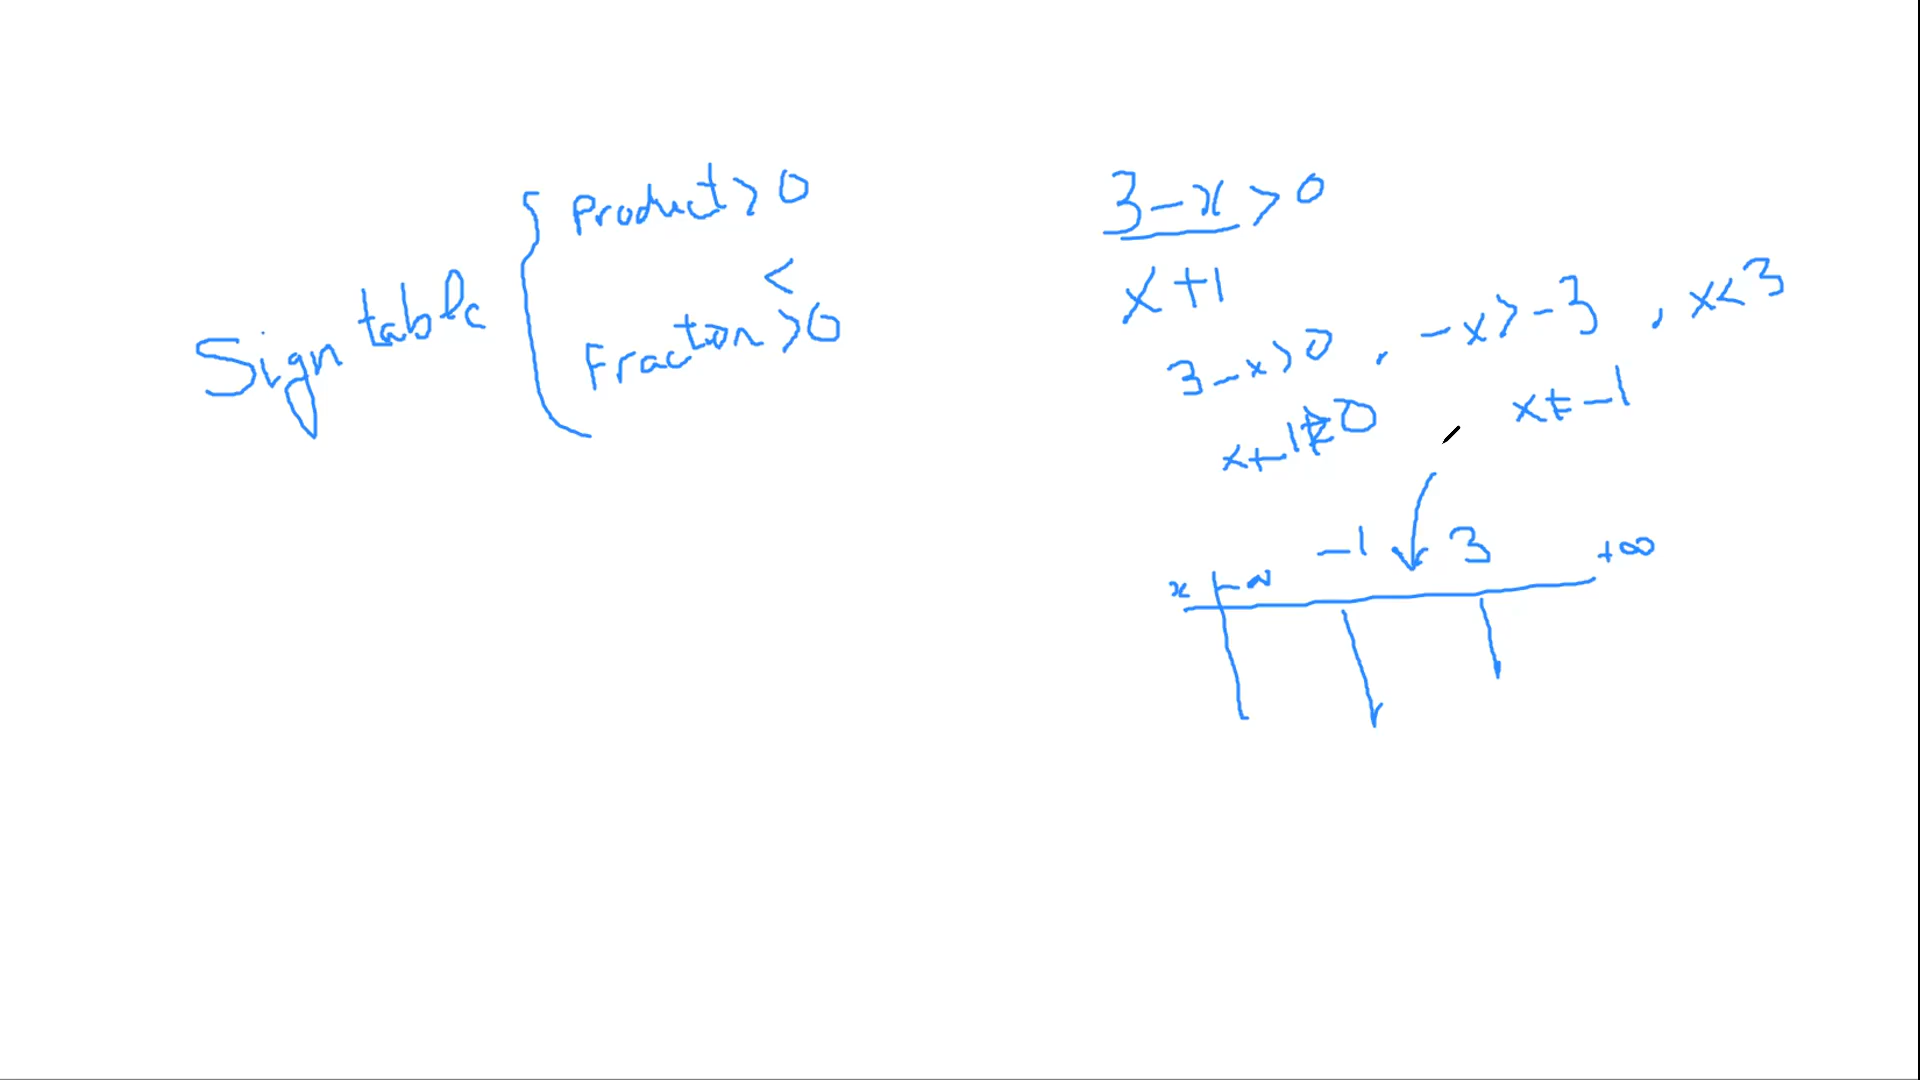 Sign table { product > 0
<
Fraction > 0
3 - x > 0
x + 1
3 - x > 0 , - x > - 3 , x < 3
x + 1 ≠ 0 , x ≠ - 1
x -∞ -1 3 +∞